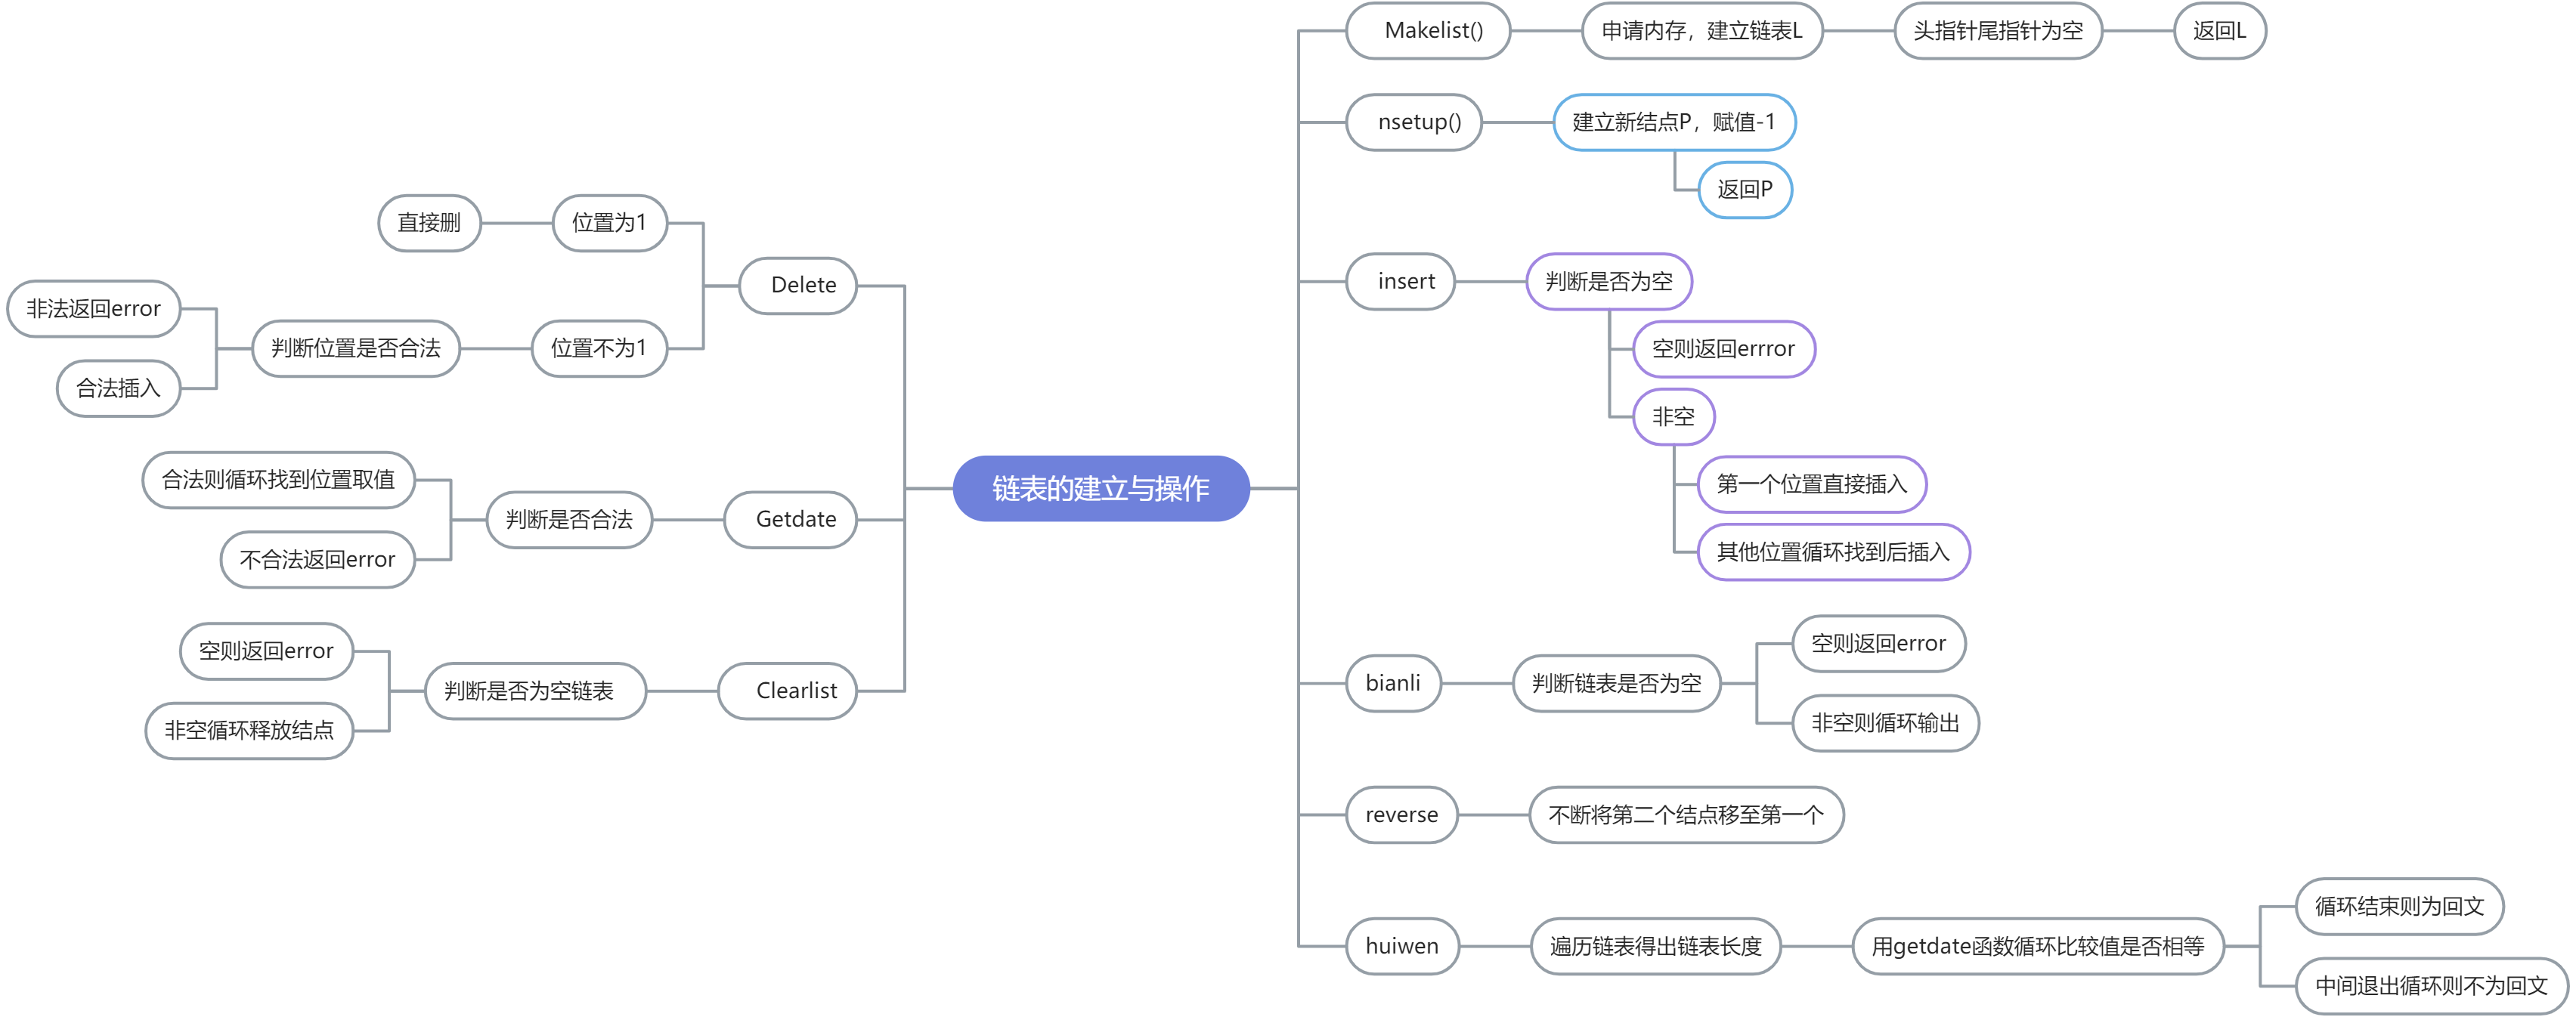 链表的建立与操作
Makelist()
申请内存，建立链表L
头指针尾指针为空
返回L
nsetup()
建立新结点P，赋值-1
返回P
insert
判断是否为空
空则返回errror
非空
第一个位置直接插入
其他位置循环找到后插入
bianli
判断链表是否为空
空则返回error
非空则循环输出
reverse
不断将第二个结点移至第一个
huiwen
遍历链表得出链表长度
用getdate函数循环比较值是否相等
循环结束则为回文
中间退出循环则不为回文
Delete
位置为1
直接删
位置不为1
判断位置是否合法
非法返回error
合法插入
Getdate
判断是否合法
合法则循环找到位置取值
不合法返回error
Clearlist
判断是否为空链表
空则返回error
非空循环释放结点